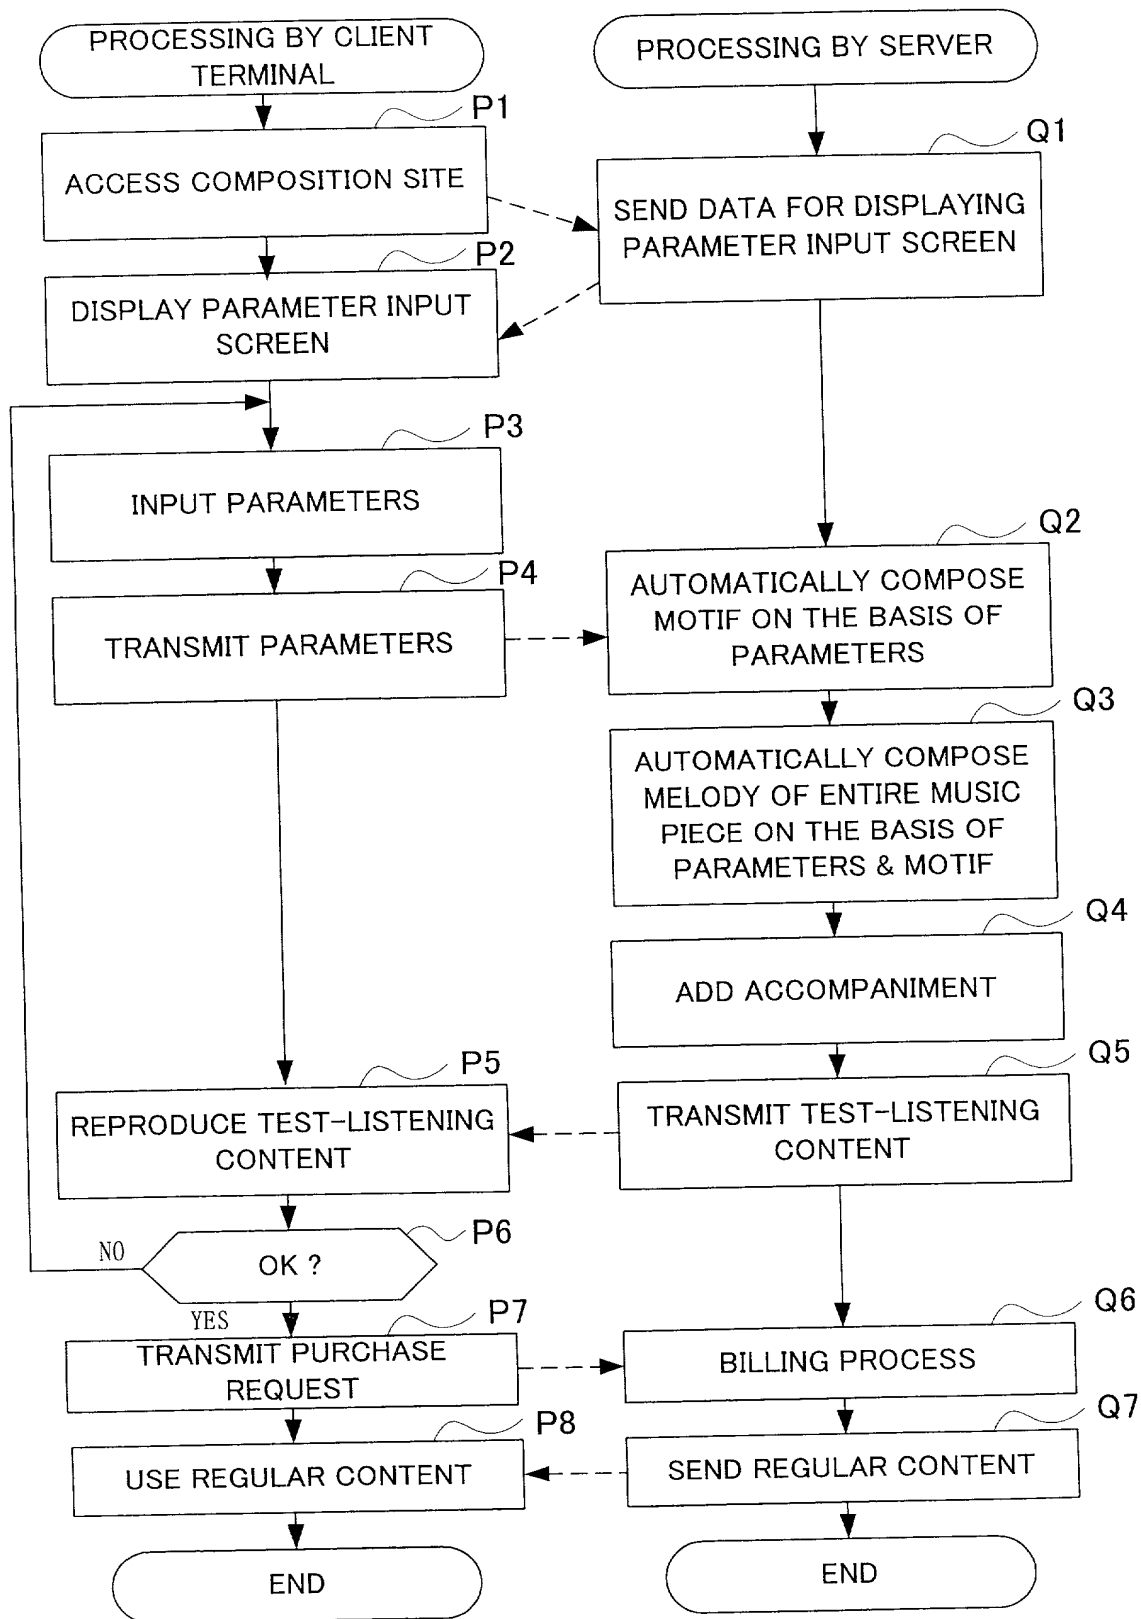 PROCESSING BY CLIENT
TERMINAL
P1
ACCESS COMPOSITION SITE
P2
DISPLAY PARAMETER INPUT
SCREEN
P3
INPUT PARAMETERS
P4
TRANSMIT PARAMETERS
P5
REPRODUCE TEST-LISTENING
CONTENT
P6
OK ?
NO
YES
P7
TRANSMIT PURCHASE
REQUEST
P8
USE REGULAR CONTENT
END
PROCESSING BY SERVER
Q1
SEND DATA FOR DISPLAYING
PARAMETER INPUT SCREEN
Q2
AUTOMATICALLY COMPOSE
MOTIF ON THE BASIS OF
PARAMETERS
Q3
AUTOMATICALLY COMPOSE
MELODY OF ENTIRE MUSIC
PIECE ON THE BASIS OF
PARAMETERS & MOTIF
Q4
ADD ACCOMPANIMENT
Q5
TRANSMIT TEST-LISTENING
CONTENT
Q6
BILLING PROCESS
Q7
SEND REGULAR CONTENT
END